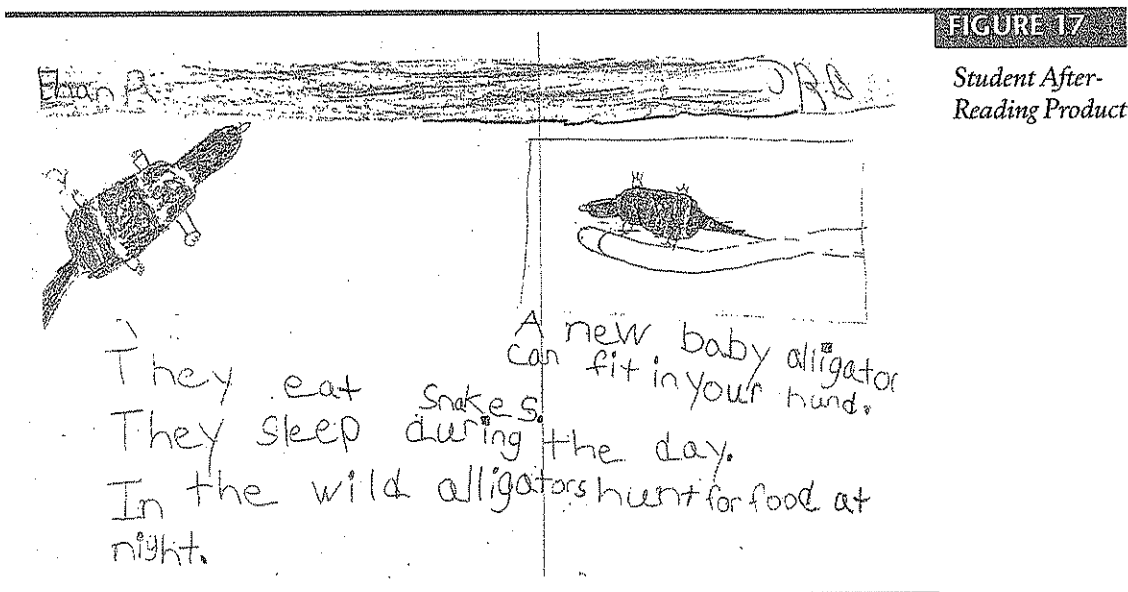 FIGURE 17
Student After-
Reading Product
They eat snakes.
A new baby alligator
can fit in your hand.
They sleep during the day.
In the wild alligators hunt for food at
night.